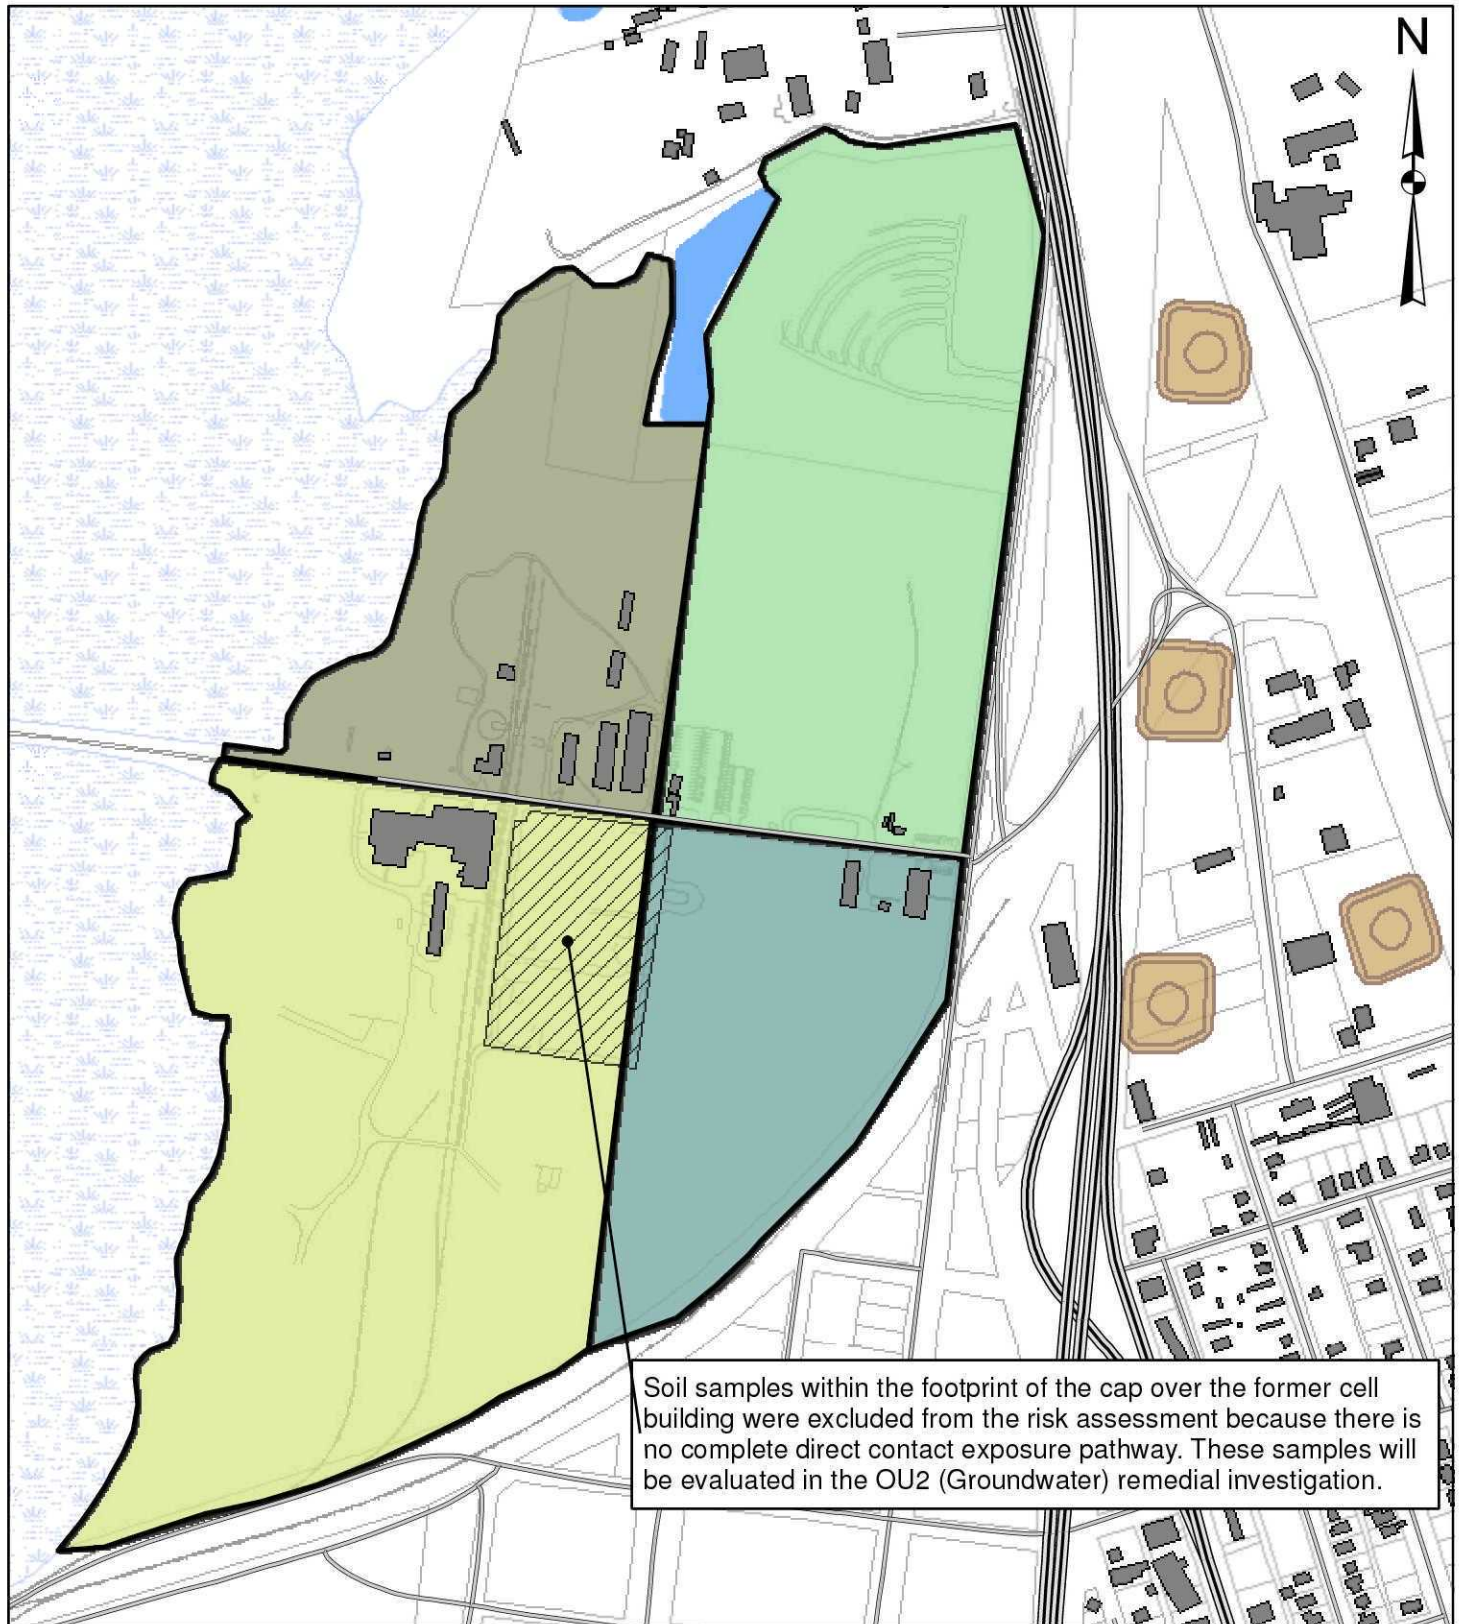 N
Soil samples within the footprint of the cap over the former cell
building were excluded from the risk assessment because there is
no complete direct contact exposure pathway. These samples will
be evaluated in the OU2 (Groundwater) remedial investigation.